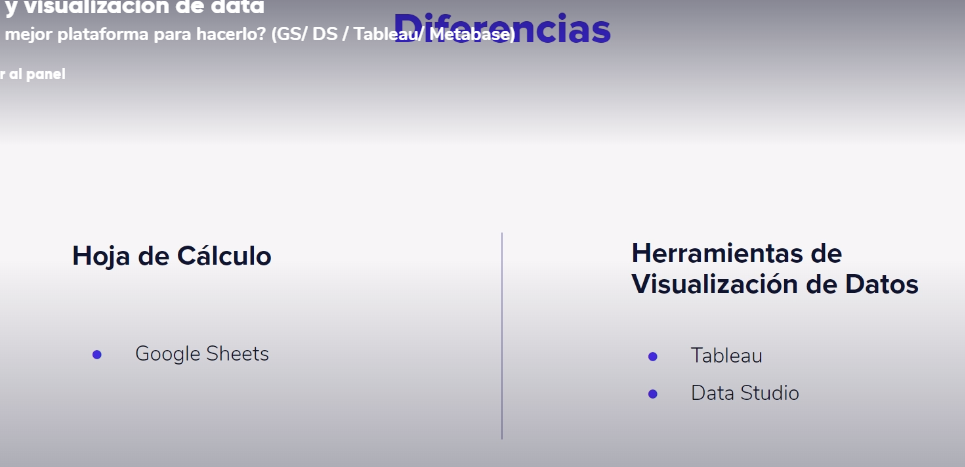 y visualización de data
Diferencias
mejor plataforma para hacerlo? (GS/ DS / Tableau/ Metabase)
r al panel
Hoja de Cálculo
Google Sheets
Herramientas de
Visualización de Datos
Tableau
Data Studio